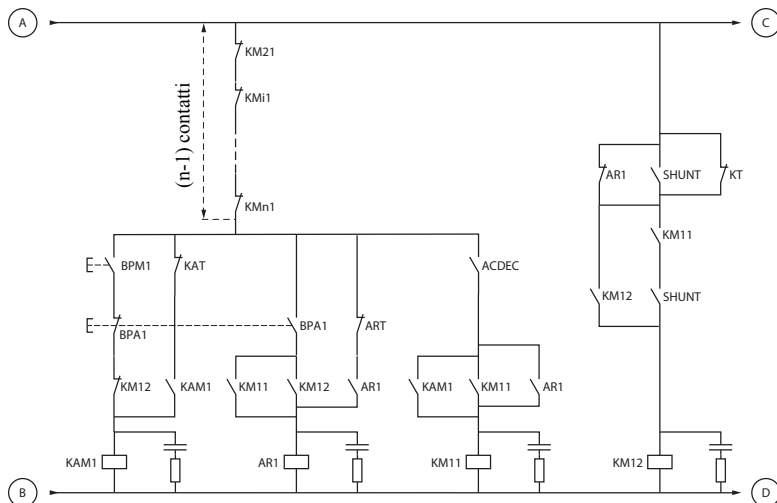 A
C
KM21
KMi1
(n-1) contatti
KMn1
AR1
SHUNT
KT
KM11
BPM1
KAT
ACDEC
KM12
SHUNT
BPA1
BPA1
ART
KM12
KAM1
KM11
KM12
AR1
KAM1
KM11
AR1
KAM1
AR1
KM11
KM12
B
D